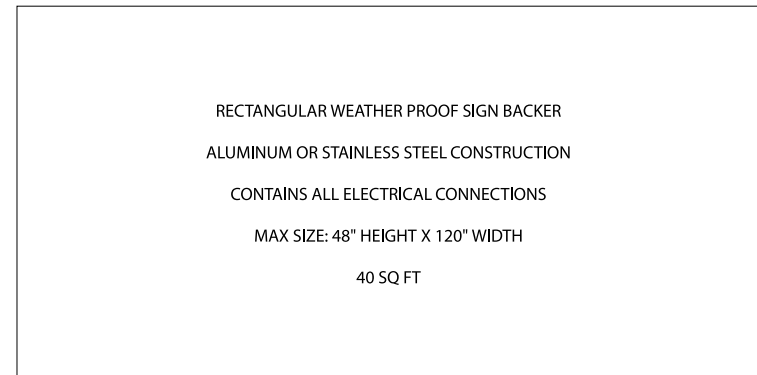 RECTANGULAR WEATHER PROOF SIGN BACKER
ALUMINUM OR STAINLESS STEEL CONSTRUCTION
CONTAINS ALL ELECTRICAL CONNECTIONS
MAX SIZE: 48" HEIGHT X 120" WIDTH
40 SQ FT